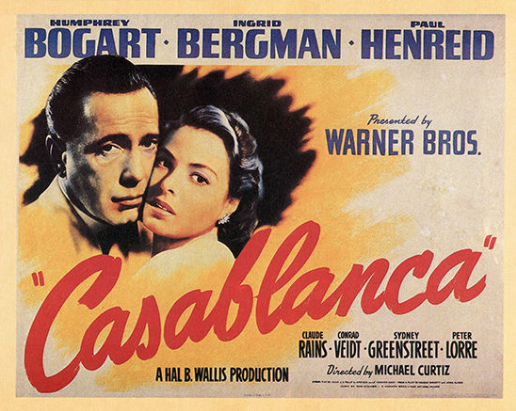 HUMPHREY INGRID PAUL
BOGART · BERGMAN · HENREID
Presented by
WARNER BROS.
"Casablanca"
CLAUDE CONRAD SYDNEY PETER
RAINS · VEIDT · GREENSTREET · LORRE
A HAL B. WALLIS PRODUCTION
Directed by MICHAEL CURTIZ